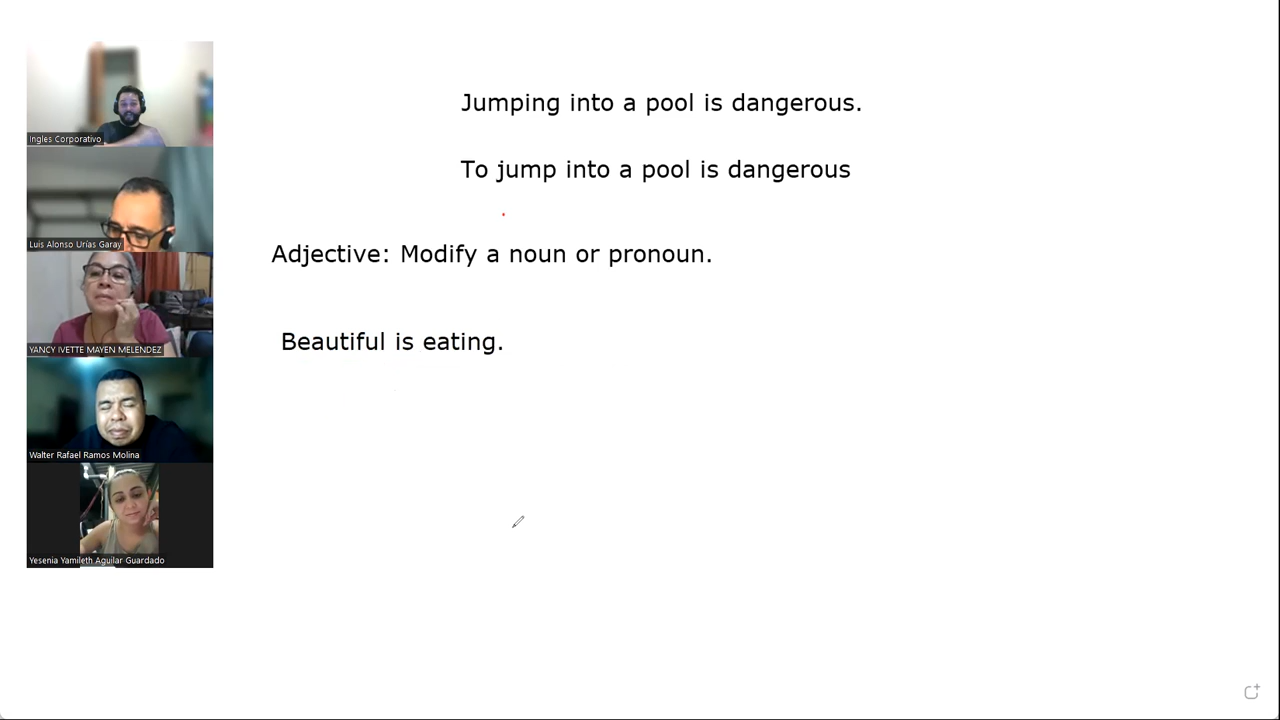 Jumping into a pool is dangerous.
To jump into a pool is dangerous
Adjective: Modify a noun or pronoun.
Beautiful is eating.
Ingles Corporativo
Luis Alonso Urías Garay
YANCY IVETTE MAYEN MELENDEZ
Walter Rafael Ramos Molina
Yesenia Yamileth Aguilar Guardado